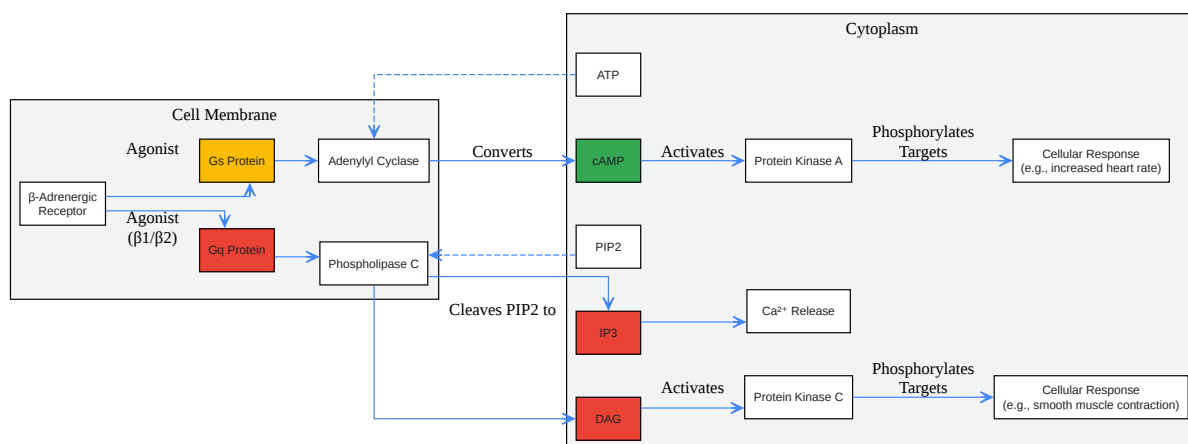 Cytoplasm
ATP
Cell Membrane
Agonist
Gs Protein
Adenylyl Cyclase
Converts
cAMP
Activates
Protein Kinase A
Phosphorylates
Targets
Cellular Response
(e.g., increased heart rate)
β-Adrenergic
Receptor
Agonist
(β1/β2)
Gq Protein
Phospholipase C
PIP2
Cleaves PIP2 to
IP3
Ca²⁺ Release
DAG
Activates
Protein Kinase C
Phosphorylates
Targets
Cellular Response
(e.g., smooth muscle contraction)